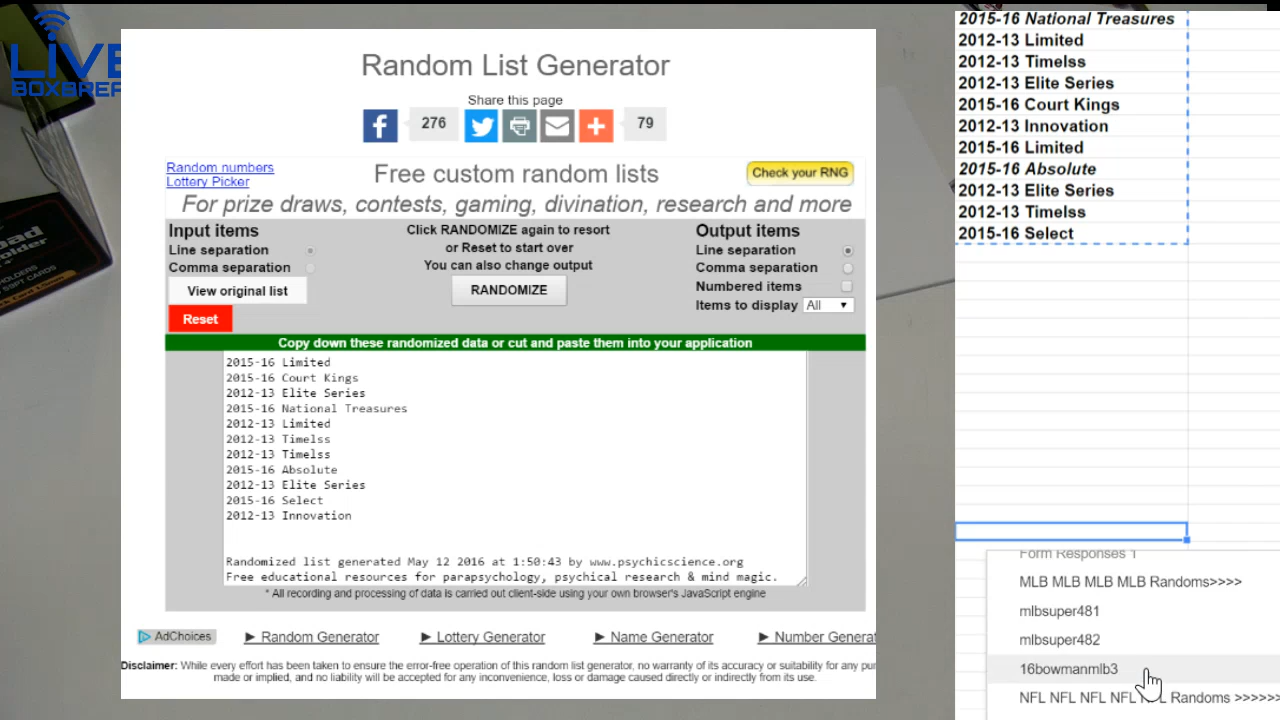 LIVE
BOXBREA
Random List Generator
Share this page
276
79
Random numbers
Lottery Picker
Free custom random lists
Check your RNG
For prize draws, contests, gaming, divination, research and more
Input items
Line separation
Comma separation
View original list
Reset
Click RANDOMIZE again to resort
or Reset to start over
You can also change output
RANDOMIZE
Output items
Line separation
Comma separation
Numbered items
Items to display All
Copy down these randomized data or cut and paste them into your application
2015-16 Limited
2015-16 Court Kings
2012-13 Elite Series
2015-16 National Treasures
2012-13 Limited
2012-13 Timelss
2012-13 Timelss
2015-16 Absolute
2012-13 Elite Series
2015-16 Select
2012-13 Innovation
Randomized list generated May 12 2016 at 1:50:43 by www.psychicscience.org
Free educational resources for parapsychology, psychical research & mind magic.
* All recording and processing of data is carried out client-side using your own browser's JavaScript engine
AdChoices
► Random Generator
► Lottery Generator
► Name Generator
► Number Generat
Disclaimer: While every effort has been taken to ensure the error-free operation of this random list generator, no warranty of its accuracy or suitability for any pur
made or implied, and no liability will be accepted for any inconvenience, loss or damage caused directly or indirectly from its use.
2015-16 National Treasures
2012-13 Limited
2012-13 Timelss
2012-13 Elite Series
2015-16 Court Kings
2012-13 Innovation
2015-16 Limited
2015-16 Absolute
2012-13 Elite Series
2012-13 Timelss
2015-16 Select
Form Responses 1
MLB MLB MLB MLB Randoms>>>>
mlbsuper481
mlbsuper482
16bowmanmlb3
NFL NFL NFL NFL NFL Randoms >>>>>>